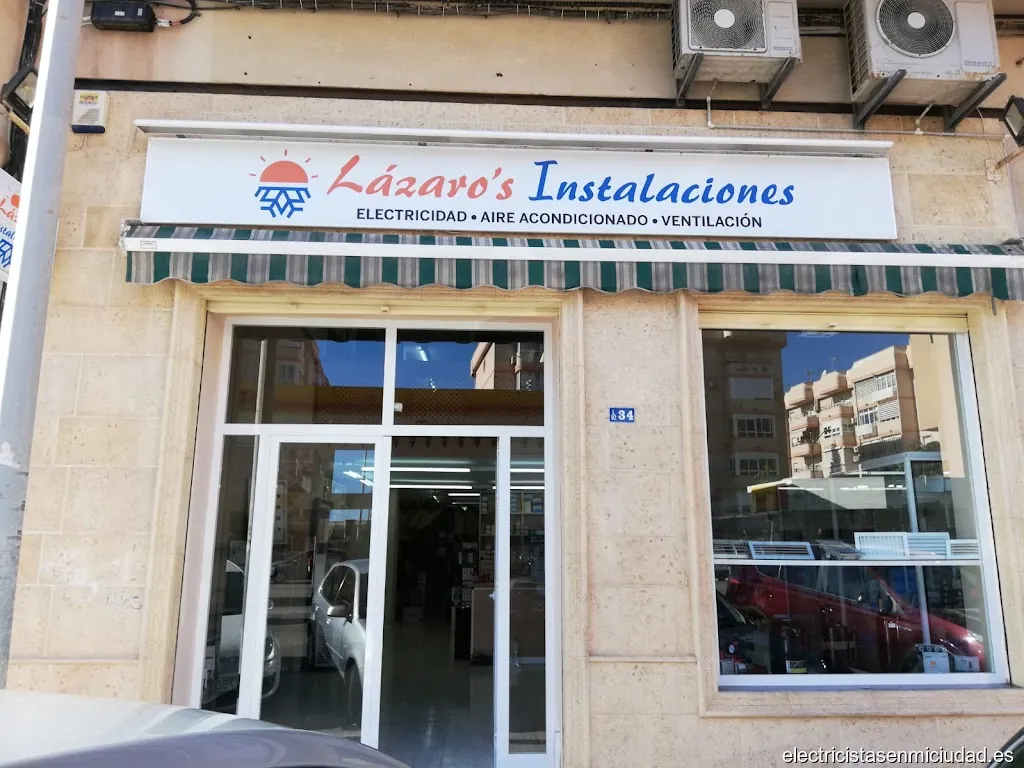 Lázaro's Instalaciones
ELECTRICIDAD • AIRE ACONDICIONADO • VENTILACIÓN
34
electricistasenmiciudad.es